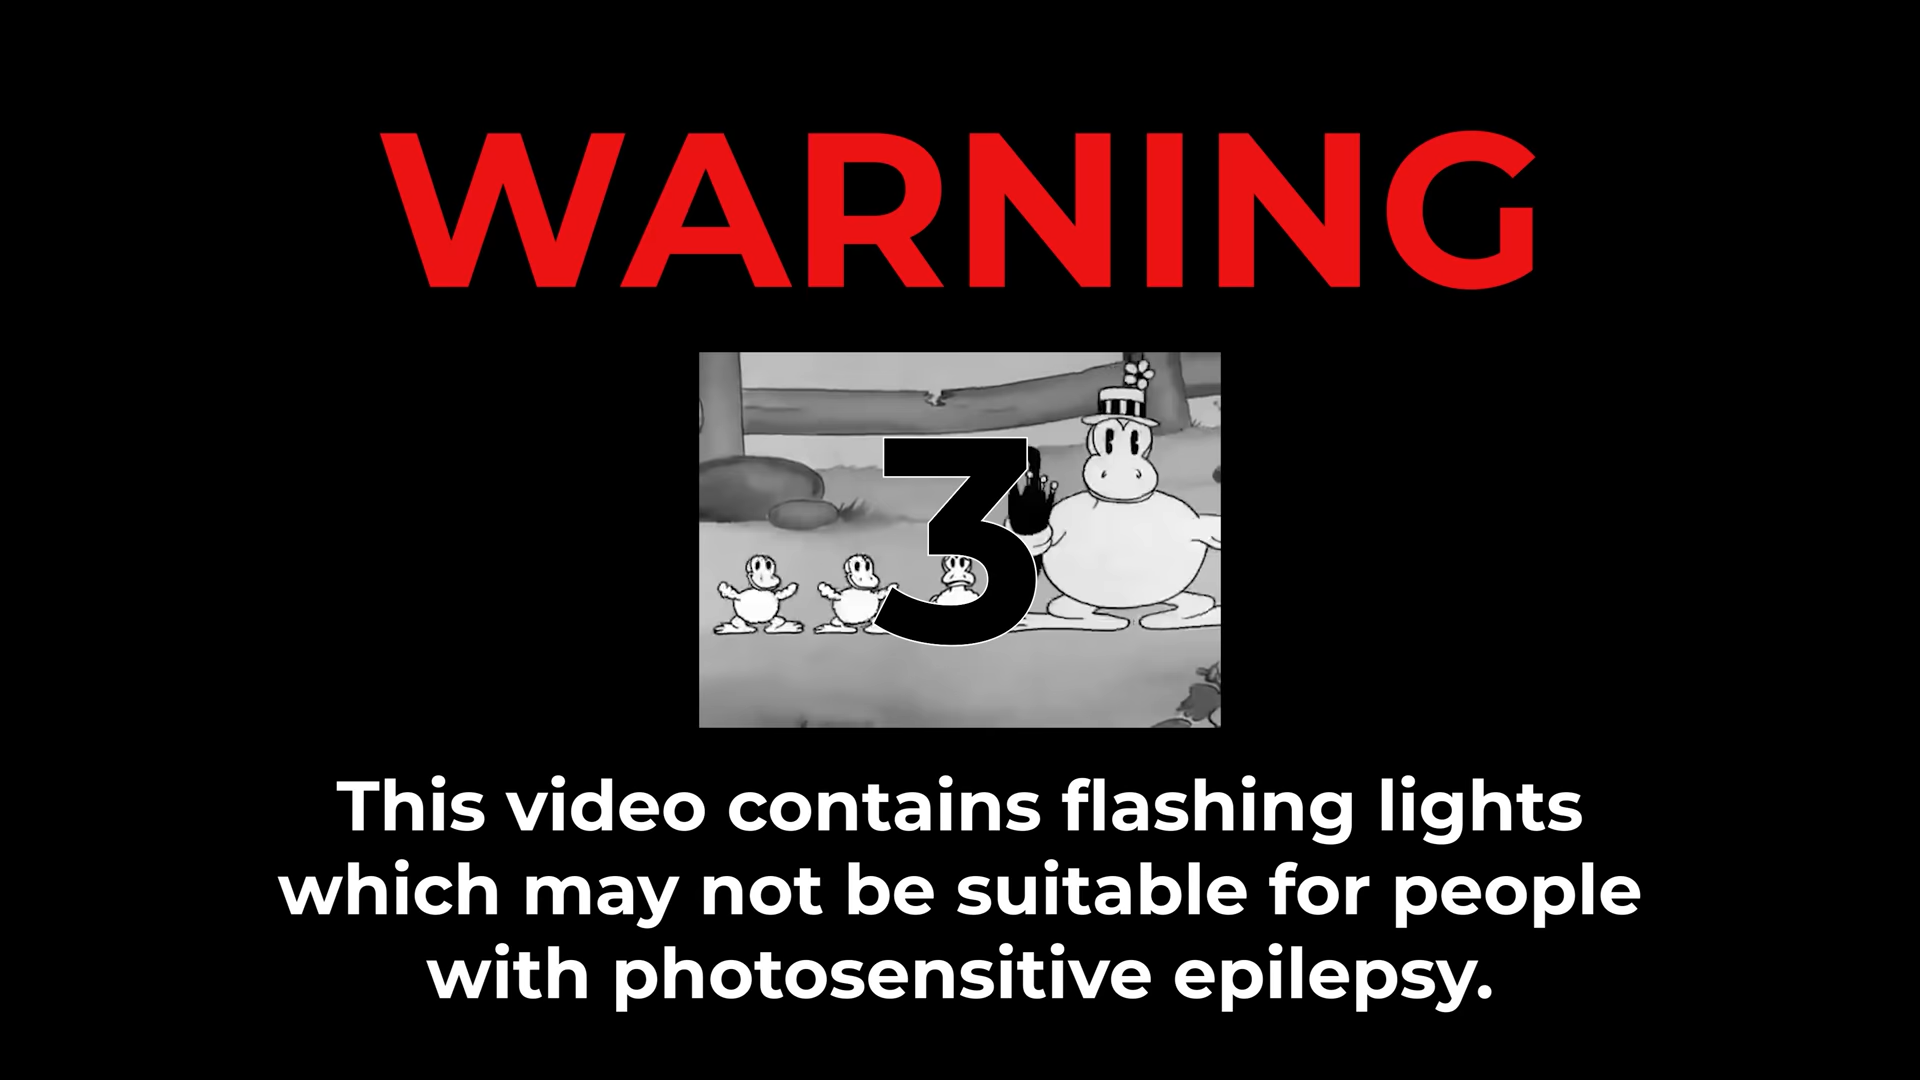 WARNING
3
This video contains flashing lights
which may not be suitable for people
with photosensitive epilepsy.